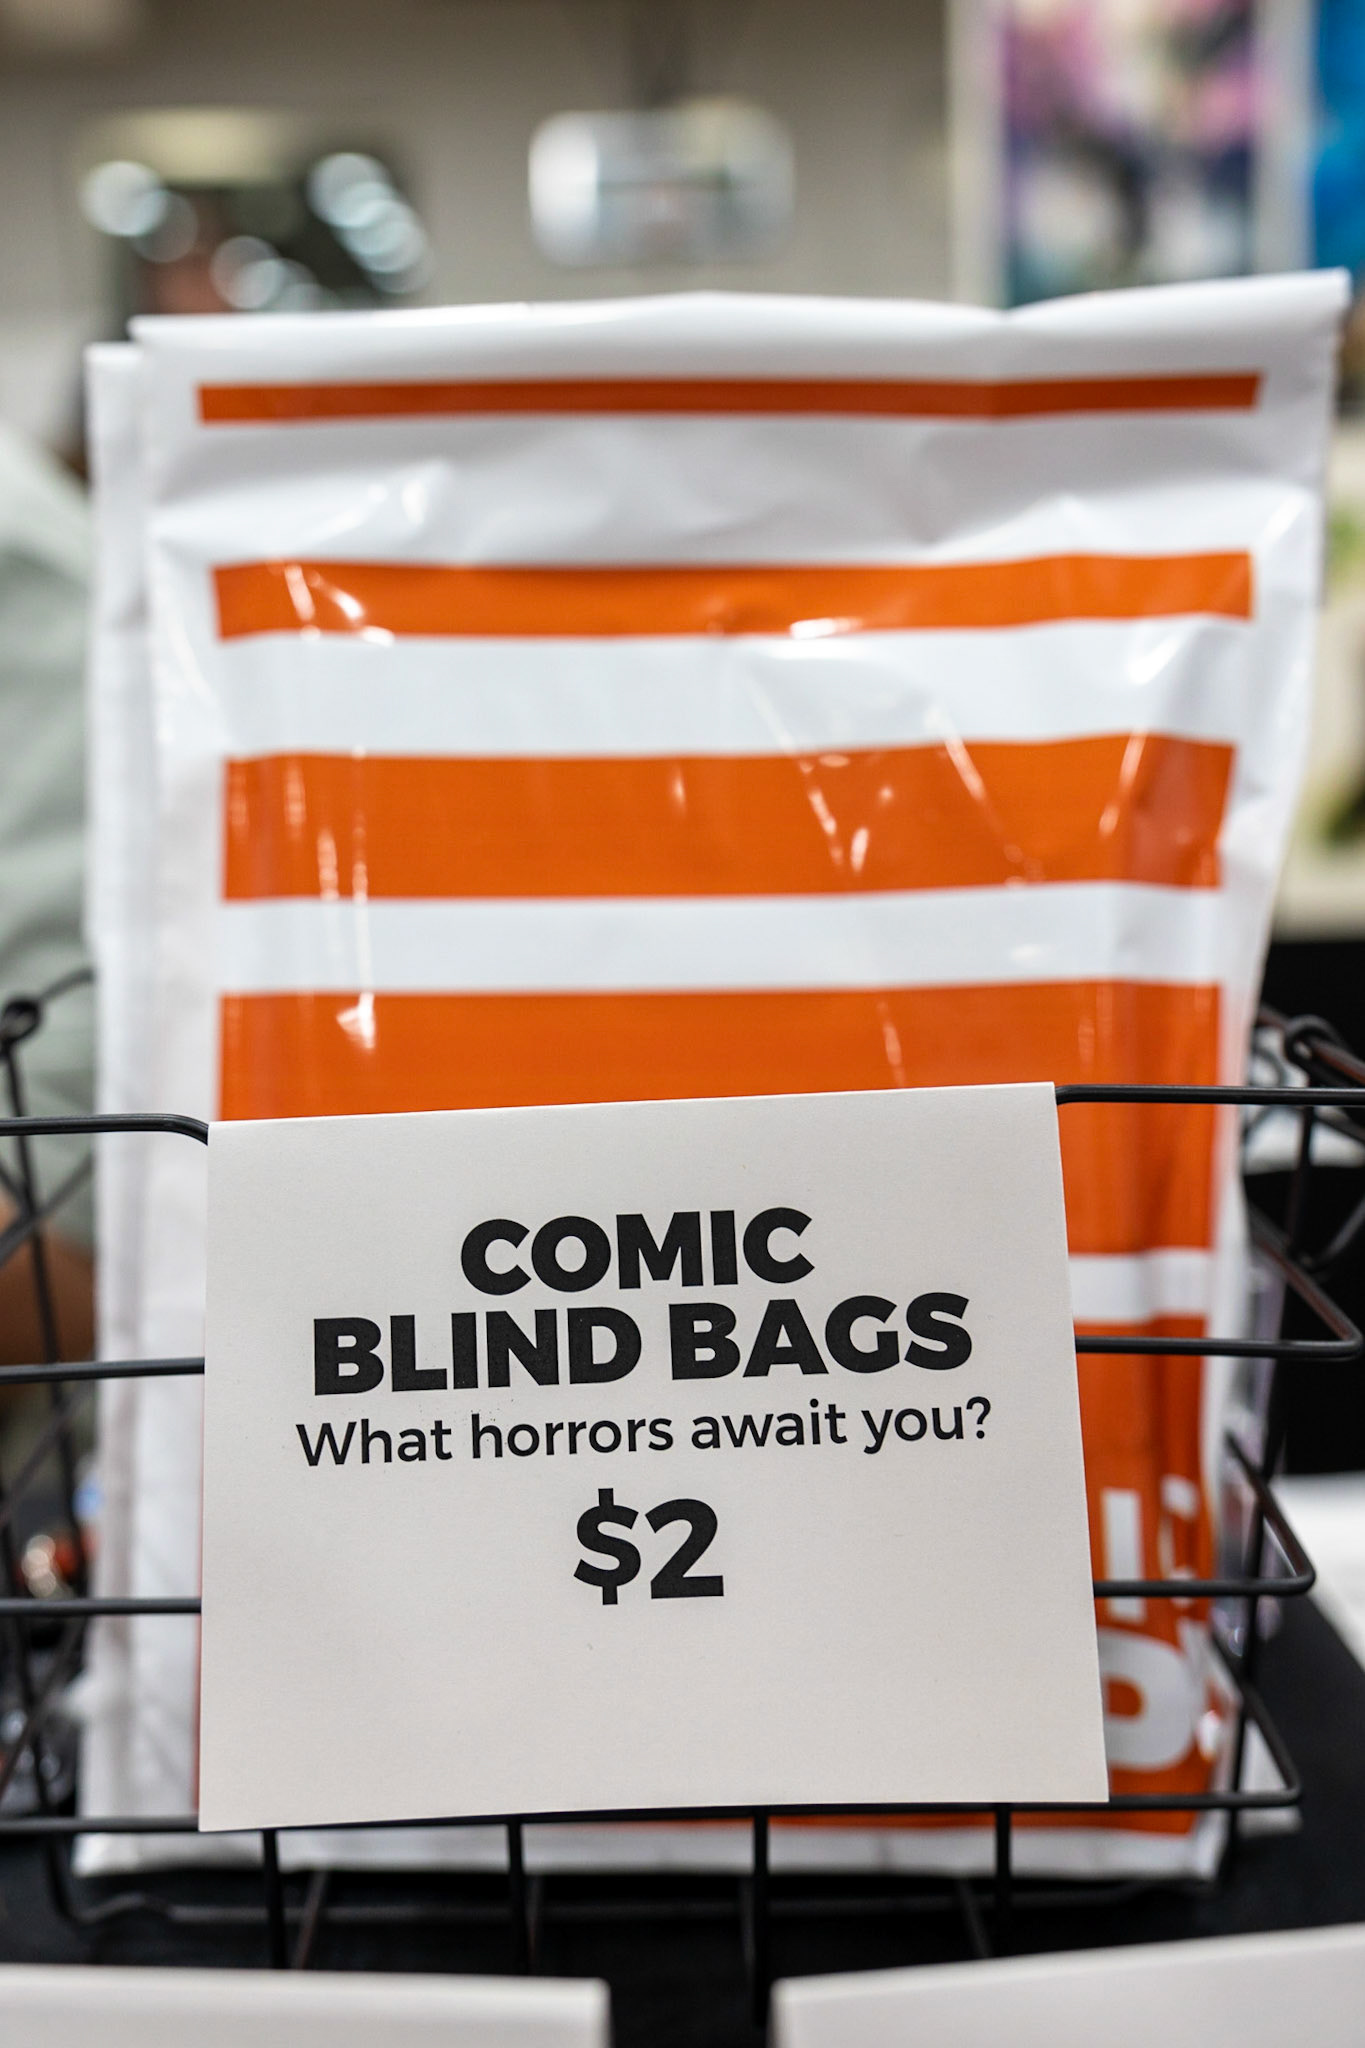 COMIC
BLIND BAGS
What horrors await you?
$2